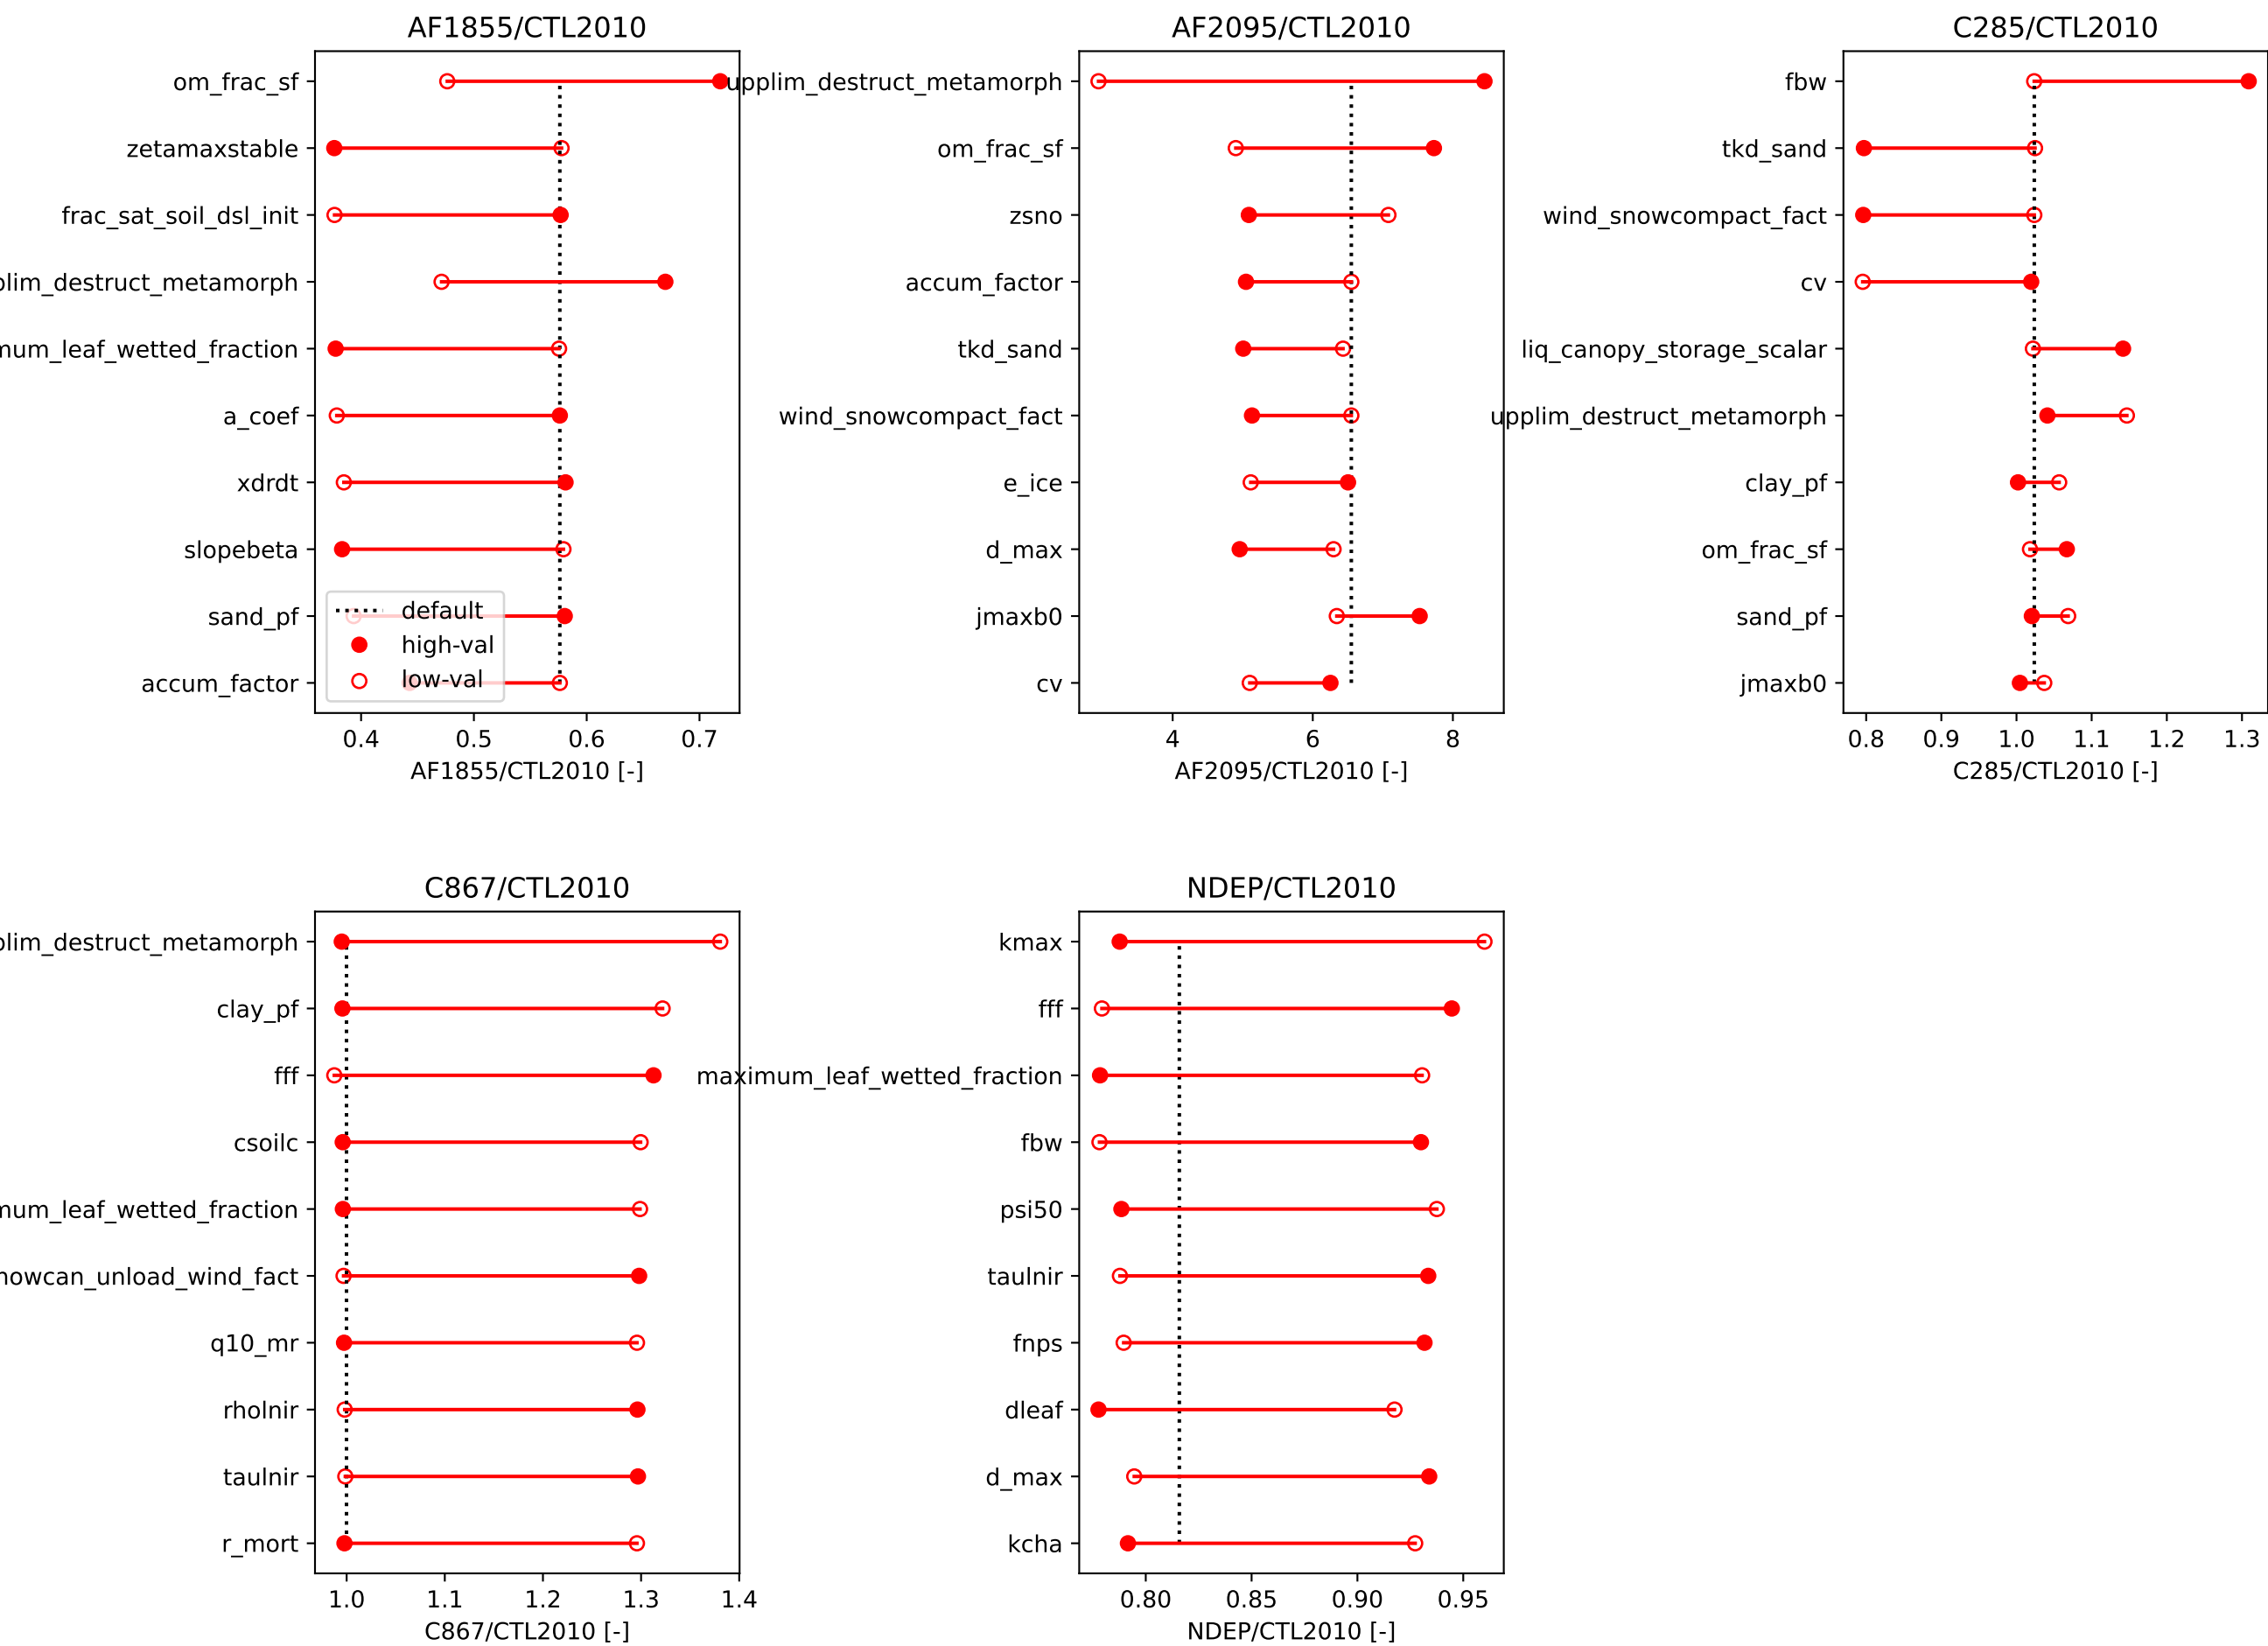 AF1855/CTL2010
om_frac_sf
zetamaxstable
frac_sat_soil_dsl_init
plim_destruct_metamorph
mum_leaf_wetted_fraction
a_coef
xdrdt
slopebeta
sand_pf
accum_factor
default
high-val
low-val
0.4 0.5 0.6 0.7
AF1855/CTL2010 [-]
AF2095/CTL2010
upplim_destruct_metamorph
om_frac_sf
zsno
accum_factor
tkd_sand
wind_snowcompact_fact
e_ice
d_max
jmaxb0
cv
4 6 8
AF2095/CTL2010 [-]
C285/CTL2010
fbw
tkd_sand
wind_snowcompact_fact
cv
liq_canopy_storage_scalar
upplim_destruct_metamorph
clay_pf
om_frac_sf
sand_pf
jmaxb0
0.8 0.9 1.0 1.1 1.2 1.3
C285/CTL2010 [-]
C867/CTL2010
plim_destruct_metamorph
clay_pf
fff
csoilc
mum_leaf_wetted_fraction
nowcan_unload_wind_fact
q10_mr
rholnir
taulnir
r_mort
1.0 1.1 1.2 1.3 1.4
C867/CTL2010 [-]
NDEP/CTL2010
kmax
fff
maximum_leaf_wetted_fraction
fbw
psi50
taulnir
fnps
dleaf
d_max
kcha
0.80 0.85 0.90 0.95
NDEP/CTL2010 [-]